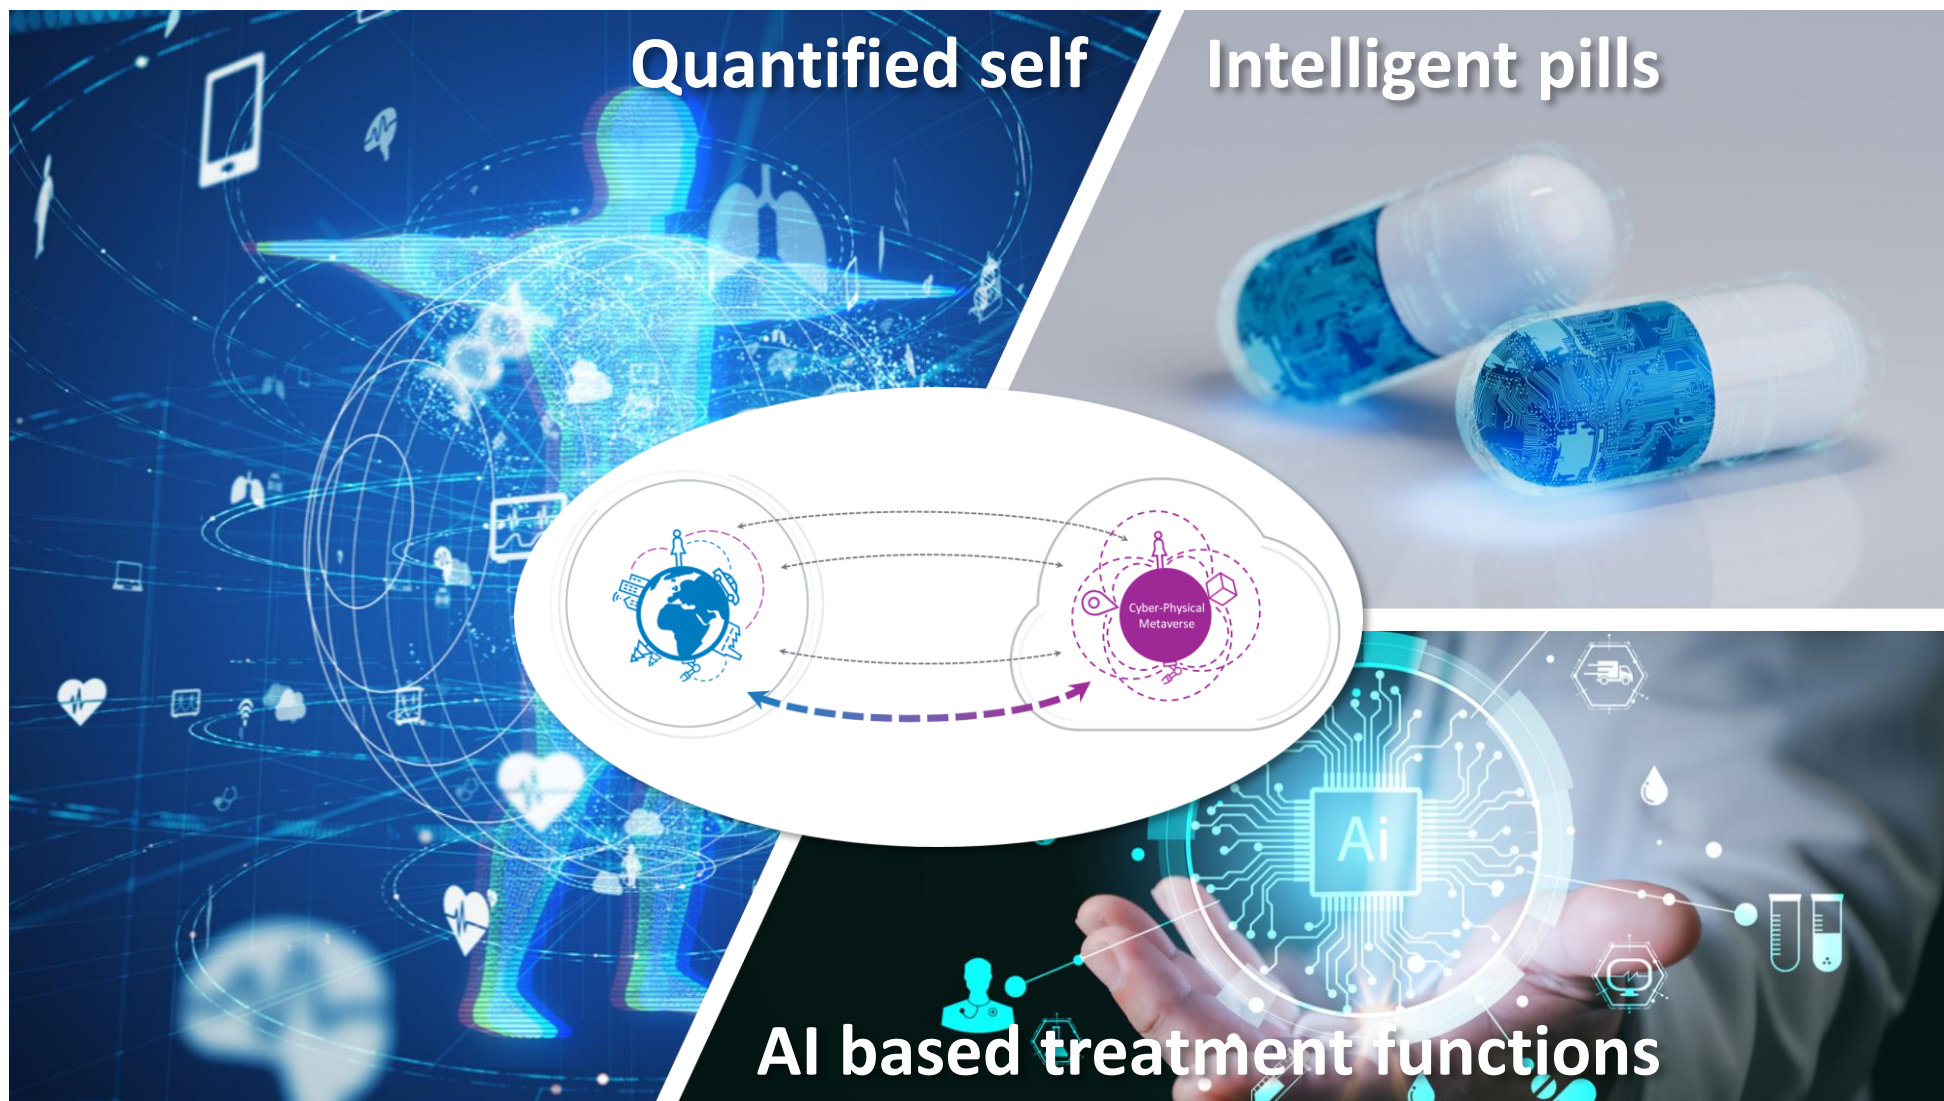 Quantified self
Intelligent pills
Cyber-Physical
Metaverse
Ai
AI based treatment functions